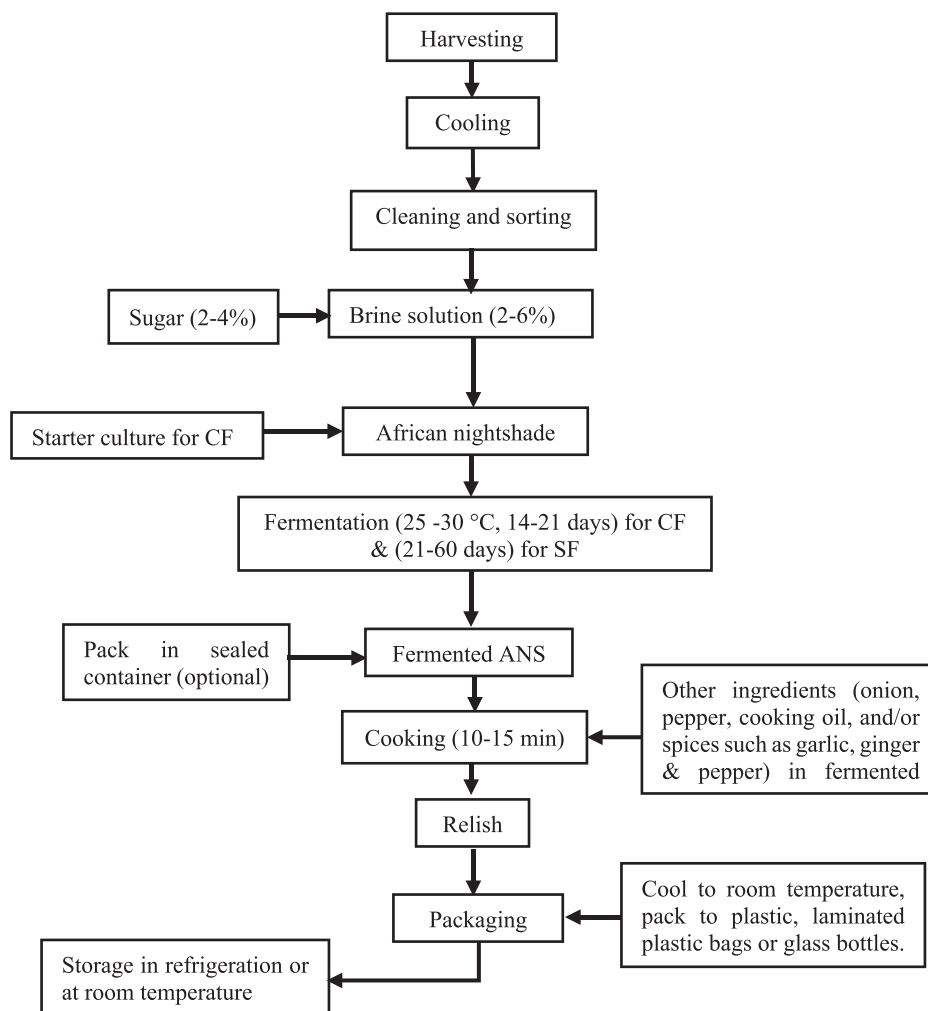 Harvesting
Cooling
Cleaning and sorting
Sugar (2-4%)
Brine solution (2-6%)
Starter culture for CF
African nightshade
Fermentation (25 -30 °C, 14-21 days) for CF
& (21-60 days) for SF
Pack in sealed
container (optional)
Fermented ANS
Cooking (10-15 min)
Other ingredients (onion,
pepper, cooking oil, and/or
spices such as garlic, ginger
& pepper) in fermented
Relish
Packaging
Cool to room temperature,
pack to plastic, laminated
plastic bags or glass bottles.
Storage in refrigeration or
at room temperature